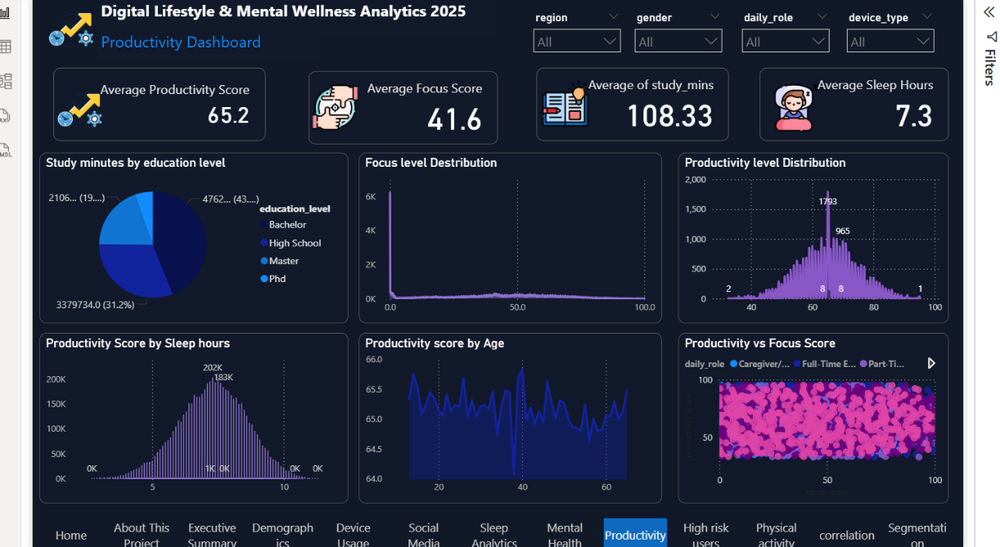 Digital Lifestyle & Mental Wellness Analytics 2025
Productivity Dashboard
region
All
gender
All
daily_role
All
device_type
All
Filters
Average Productivity Score
65.2
Average Focus Score
41.6
Average of study_mins
108.33
Average Sleep Hours
7.3
Study minutes by education level
2106... (19....)
4762... (43....)
3379734.0 (31.2%)
education_level
Bachelor
High School
Master
Phd
Focus level Destribution
6K
4K
2K
0K
0.0
50.0
100.0
Productivity level Distribution
2,000
1,500
1,000
500
0
1793
965
2
8
8
1
40
60
80
100
Productivity Score by Sleep hours
200K
150K
100K
50K
0K
202K
183K
0K
1K
0K
0K
0K
5
10
Productivity score by Age
66.0
65.5
65.0
64.5
64.0
20
40
60
Productivity vs Focus Score
daily_role
Caregiver/...
Full-Time E...
Part-Ti...
100
50
0
50
100
Home
About This
Project
Executive
Summary
Demograph
ics
Device
Usage
Social
Media
Sleep
Analytics
Mental
Health
Productivity
High risk
users
Physical
activity
correlation
Segmentati
on